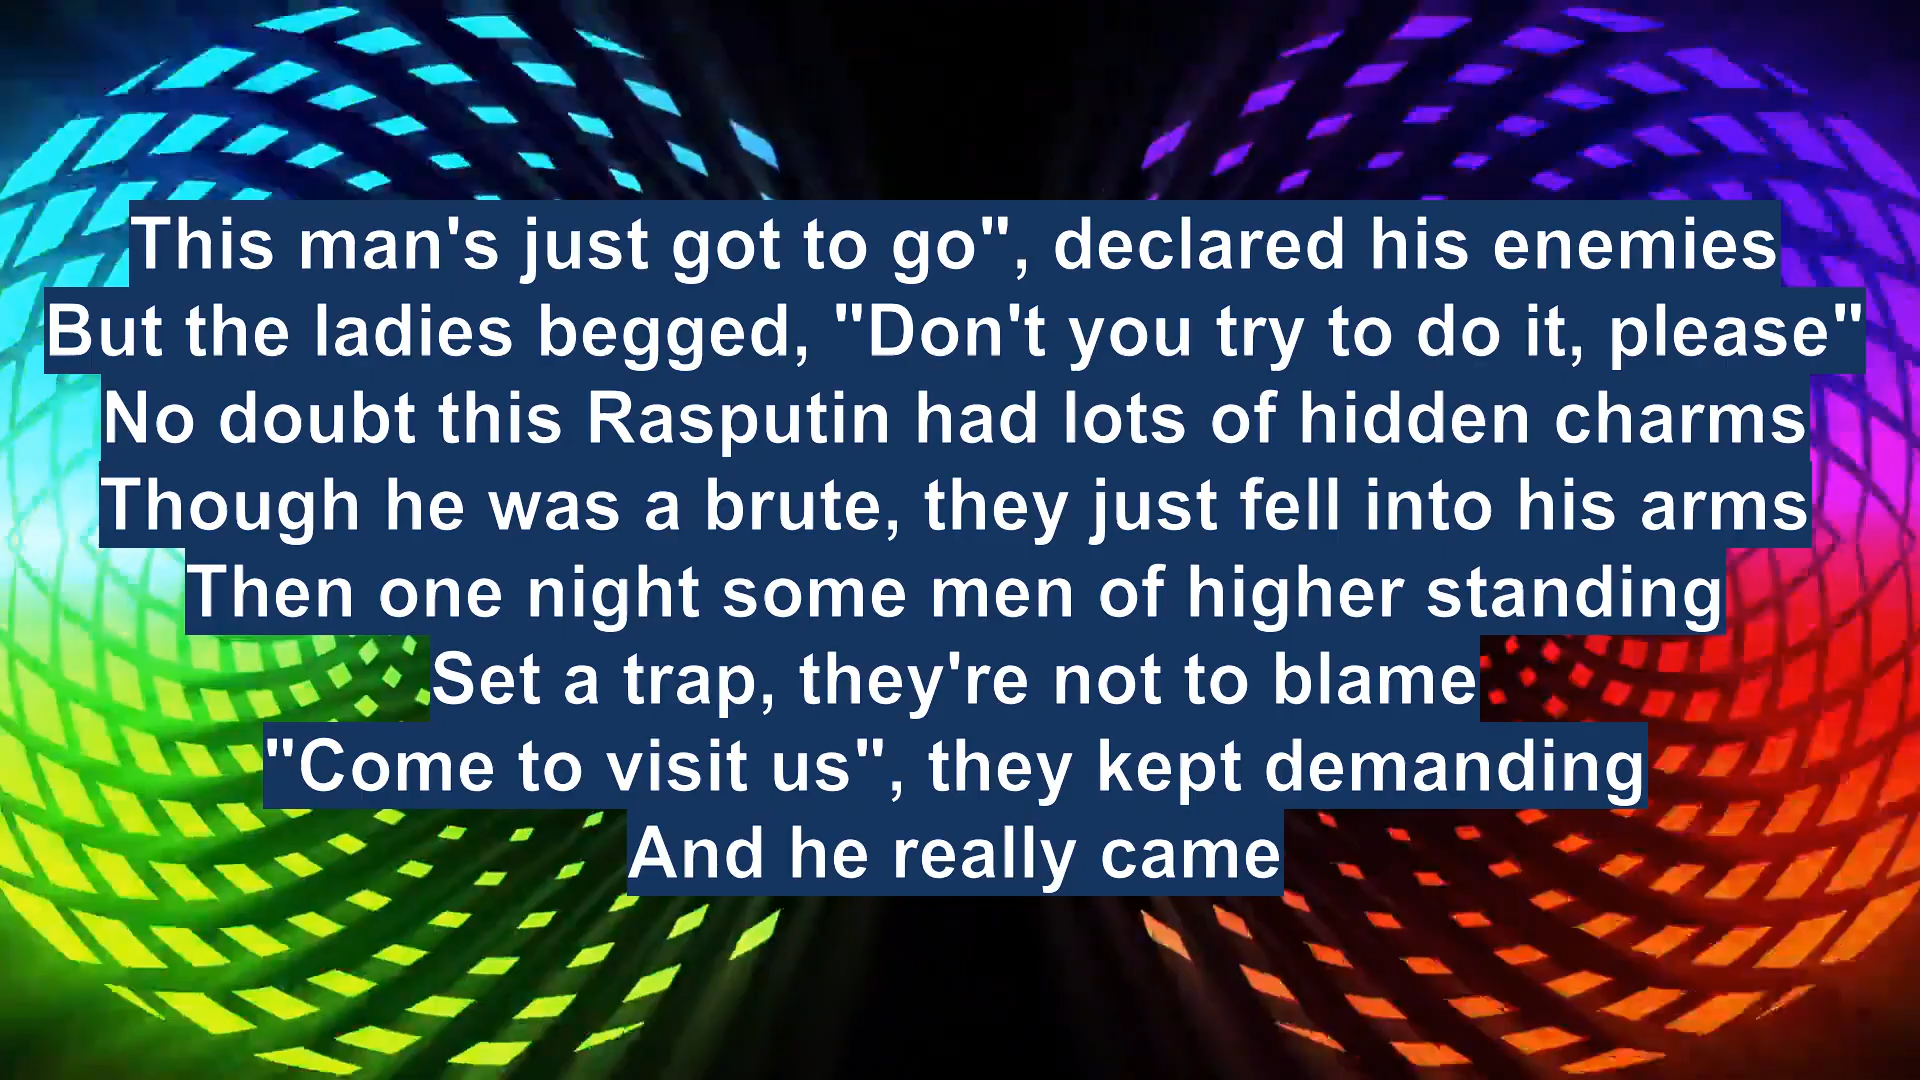 This man's just got to go", declared his enemies
But the ladies begged, "Don't you try to do it, please"
No doubt this Rasputin had lots of hidden charms
Though he was a brute, they just fell into his arms
Then one night some men of higher standing
Set a trap, they're not to blame
"Come to visit us", they kept demanding
And he really came